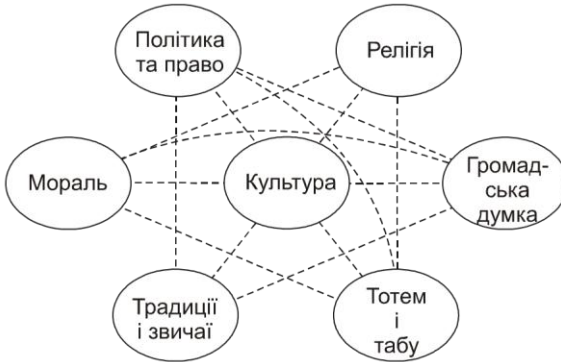 Політика
та право
Релігія
Мораль
Культура
Громад-
ська
думка
Традиції
і звичаї
Тотем
і
табу